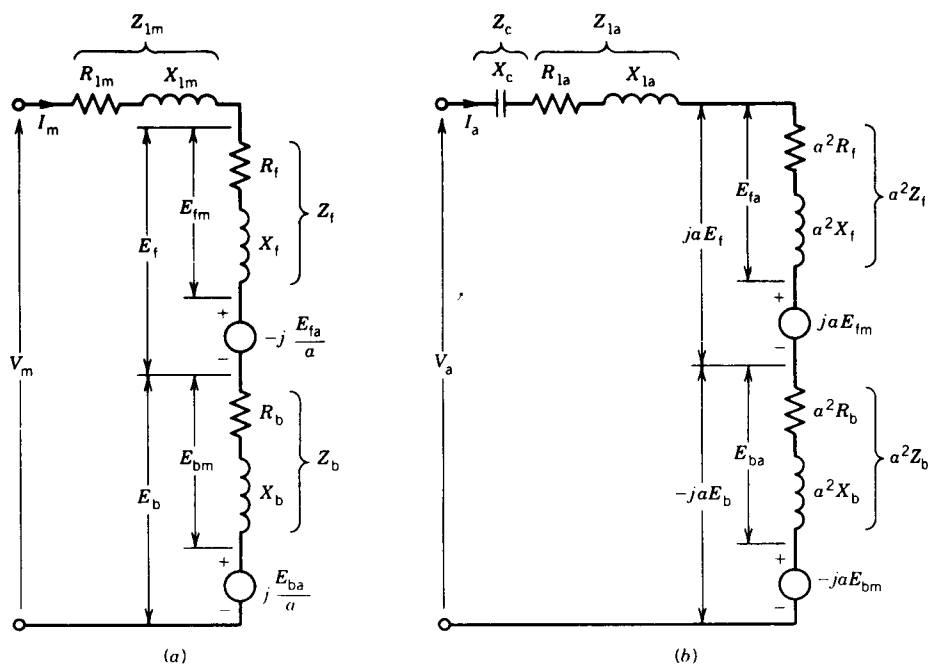 Z1m
R1m X1m
Im
Rf
Efm
Zf
Ef
Xf
+
-j Efa/a
−
Vm
Rb
Ebm
Zb
Eb
Xb
+
j Eba/a
−
(a)
Zc Z1a
Xc R1a X1a
Ia
a²Rf
Efa
a²Zf
jaEf
a²Xf
+
jaEfm
−
Va
a²Rb
Eba
a²Zb
-jaEb
a²Xb
+
-jaEbm
−
(b)